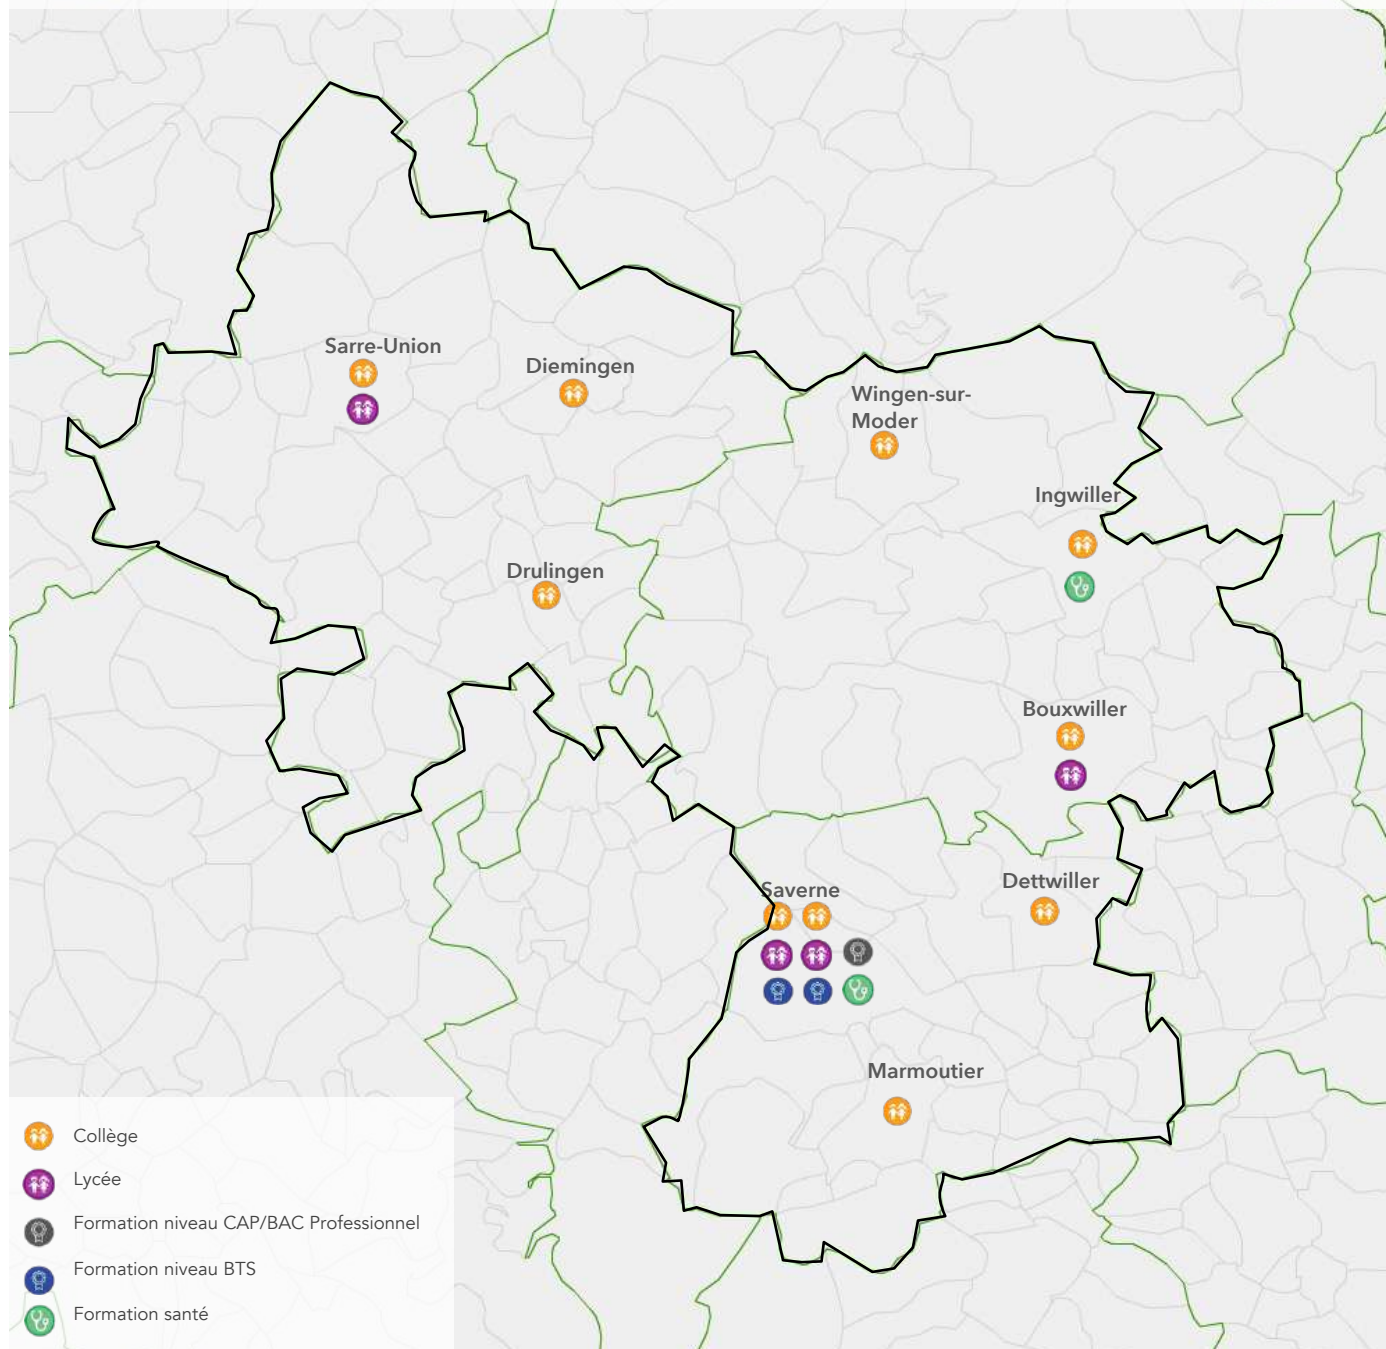 Sarre-Union
Diemingen
Wingen-sur-
Moder
Ingwiller
Drulingen
Bouxwiller
Saverne
Dettwiller
Marmoutier
Collège
Lycée
Formation niveau CAP/BAC Professionnel
Formation niveau BTS
Formation santé